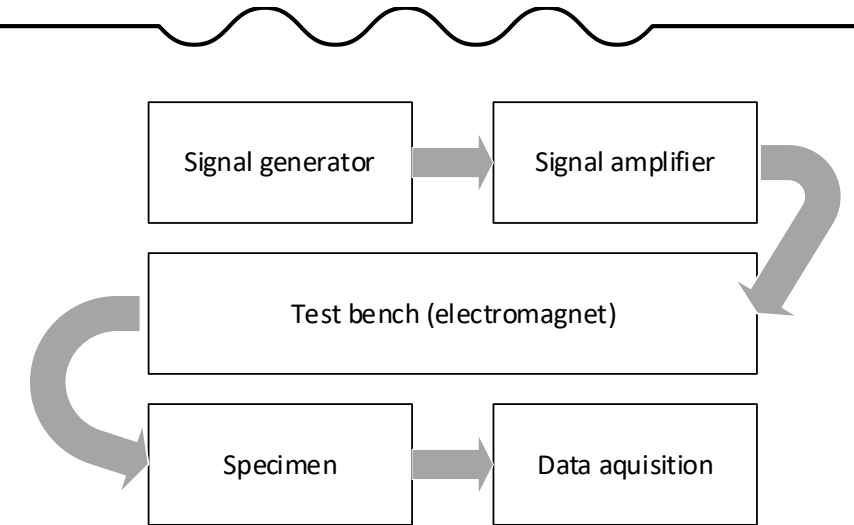 Signal generator
Signal amplifier
Test bench (electromagnet)
Specimen
Data aquisition